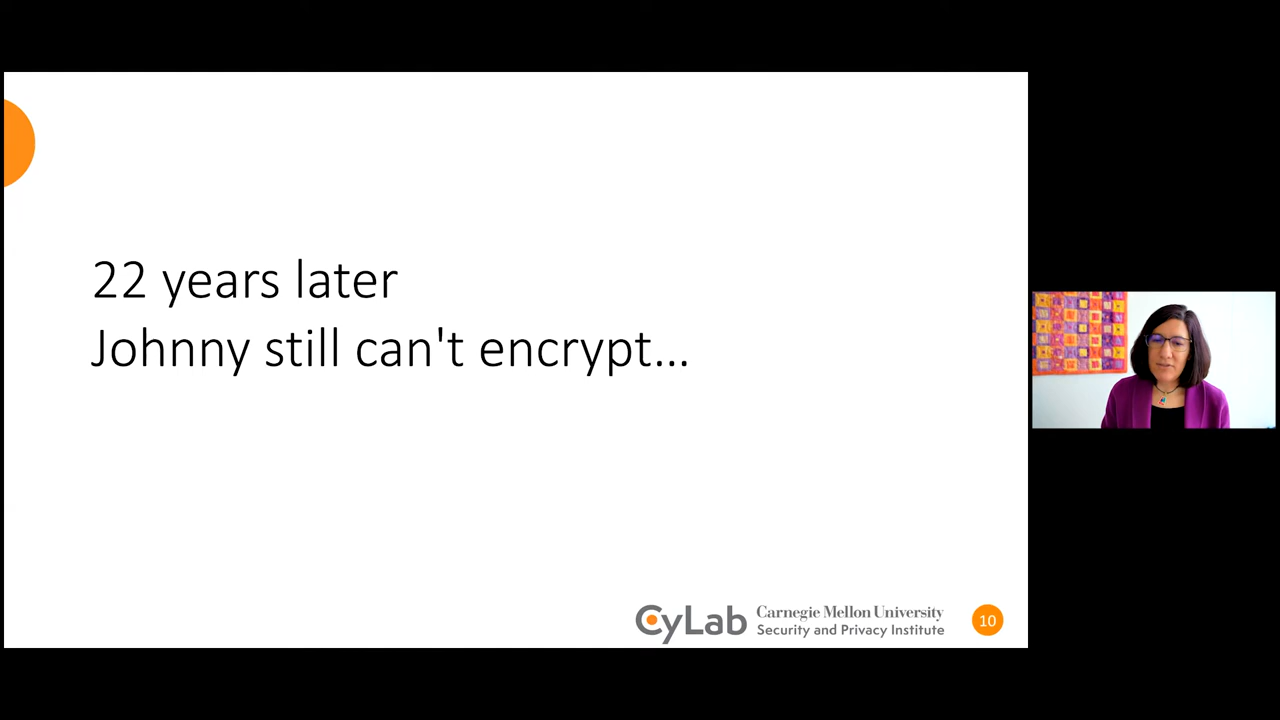 22 years later
Johnny still can't encrypt...
CyLab
Carnegie Mellon University
Security and Privacy Institute
10